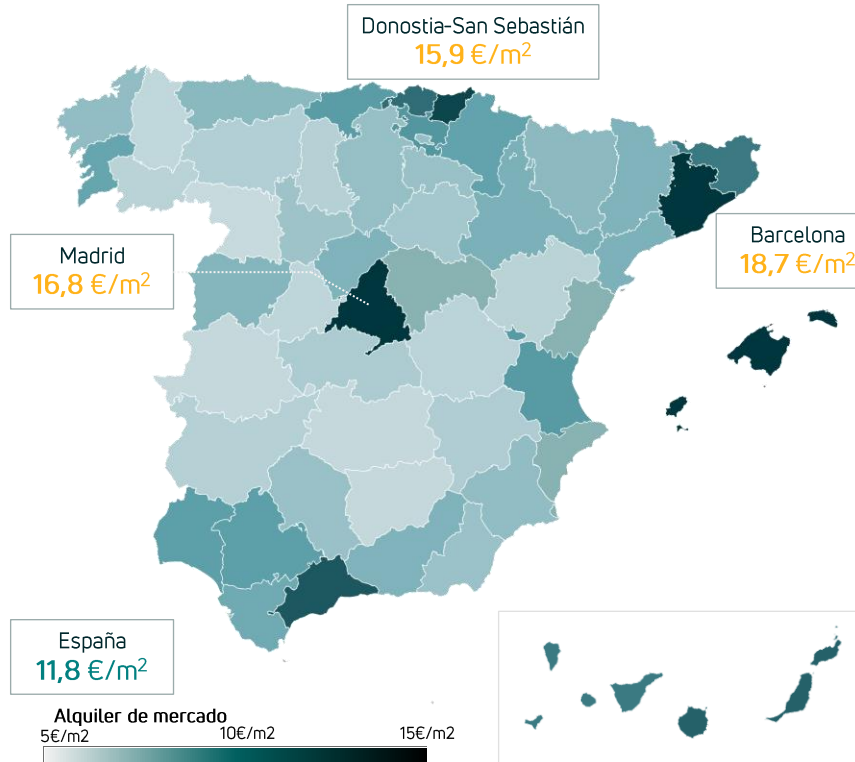 Donostia-San Sebastián
15,9 €/m²
Madrid
16,8 €/m²
Barcelona
18,7 €/m²
España
11,8 €/m²
Alquiler de mercado
5€/m2 10€/m2 15€/m2